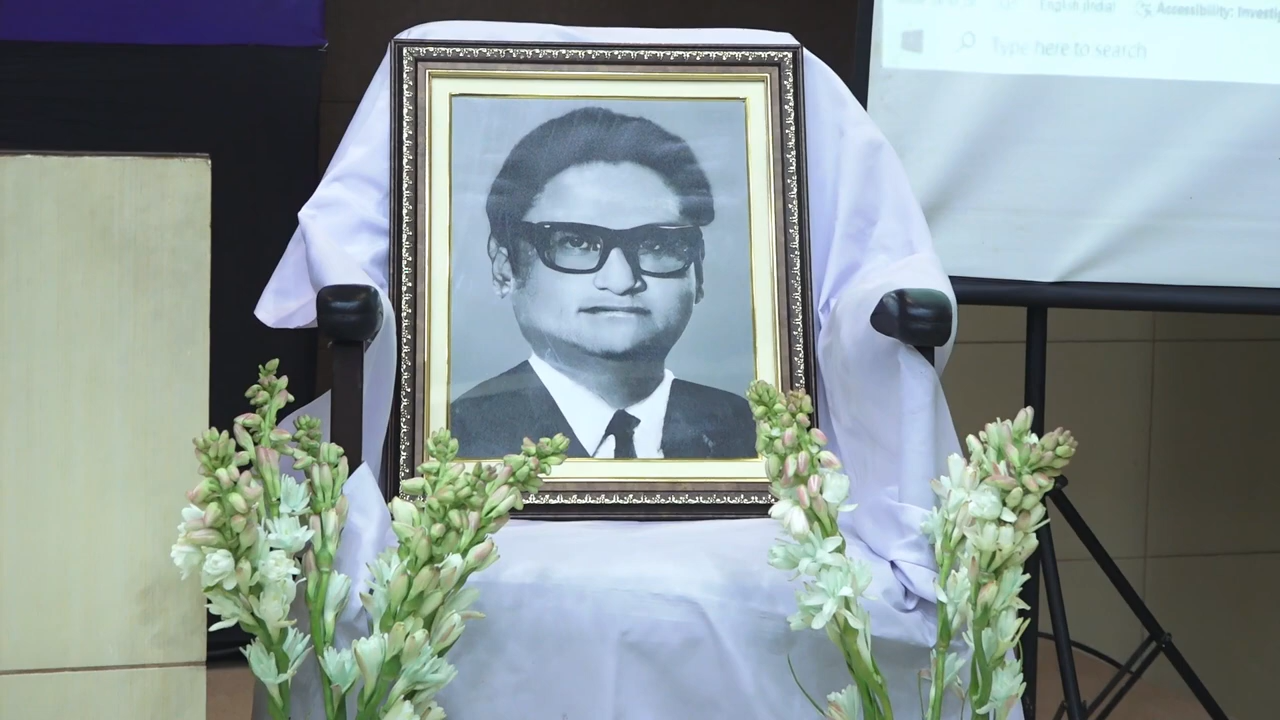 English (India)
Accessibility: Investi
Type here to search